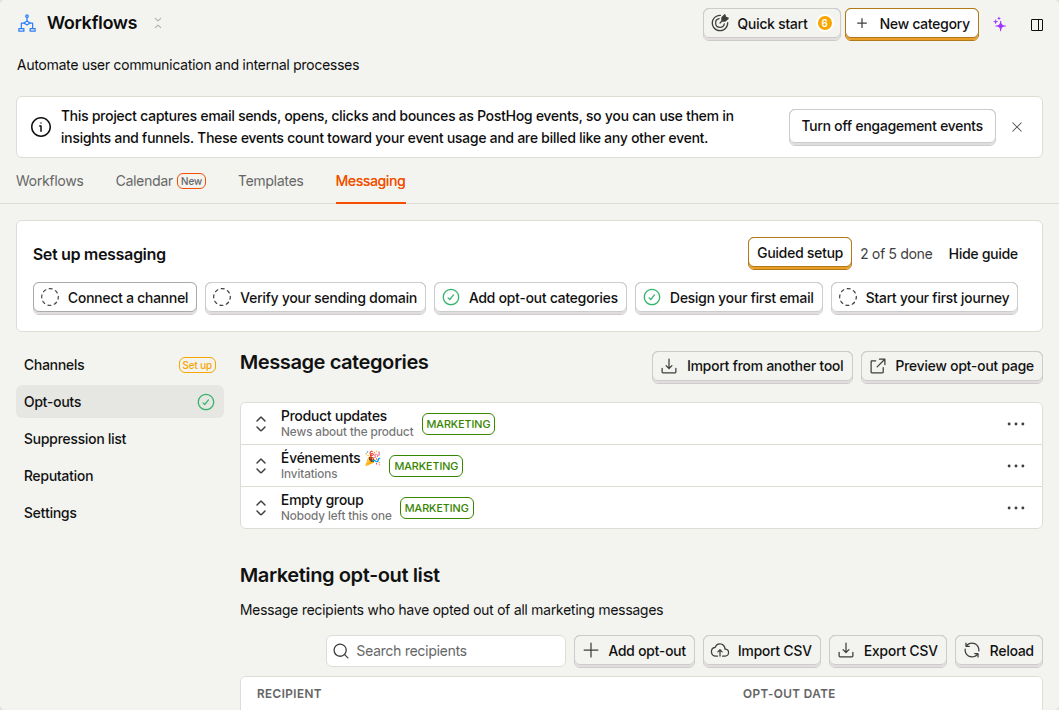 Workflows
Quick start 6
New category
Automate user communication and internal processes
This project captures email sends, opens, clicks and bounces as PostHog events, so you can use them in
insights and funnels. These events count toward your event usage and are billed like any other event.
Turn off engagement events
Workflows
Calendar New
Templates
Messaging
Set up messaging
Guided setup
2 of 5 done
Hide guide
Connect a channel
Verify your sending domain
Add opt-out categories
Design your first email
Start your first journey
Channels
Set up
Opt-outs
Suppression list
Reputation
Settings
Message categories
Import from another tool
Preview opt-out page
Product updates
News about the product
MARKETING
Événements 🎉
Invitations
MARKETING
Empty group
Nobody left this one
MARKETING
Marketing opt-out list
Message recipients who have opted out of all marketing messages
Search recipients
Add opt-out
Import CSV
Export CSV
Reload
RECIPIENT
OPT-OUT DATE